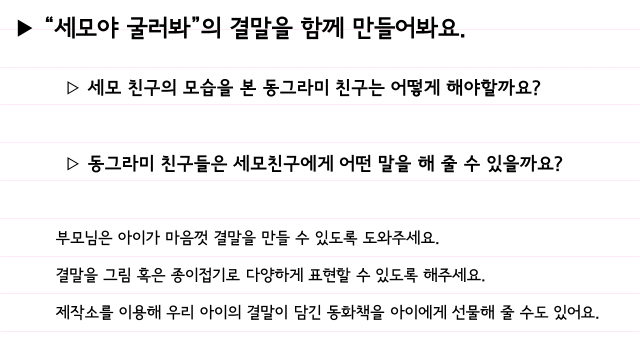 ▶ “세모야 굴러봐”의 결말을 함께 만들어봐요.
▷ 세모 친구의 모습을 본 동그라미 친구는 어떻게 해야할까요?
▷ 동그라미 친구들은 세모친구에게 어떤 말을 해 줄 수 있을까요?
부모님은 아이가 마음껏 결말을 만들 수 있도록 도와주세요.
결말을 그림 혹은 종이접기로 다양하게 표현할 수 있도록 해주세요.
제작소를 이용해 우리 아이의 결말이 담긴 동화책을 아이에게 선물해 줄 수도 있어요.